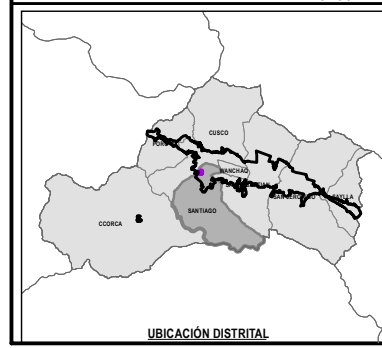 CUSCO
WANCHAQ
SAYLLA
SANTIAGO
CCORCA
UBICACIÓN DISTRITAL